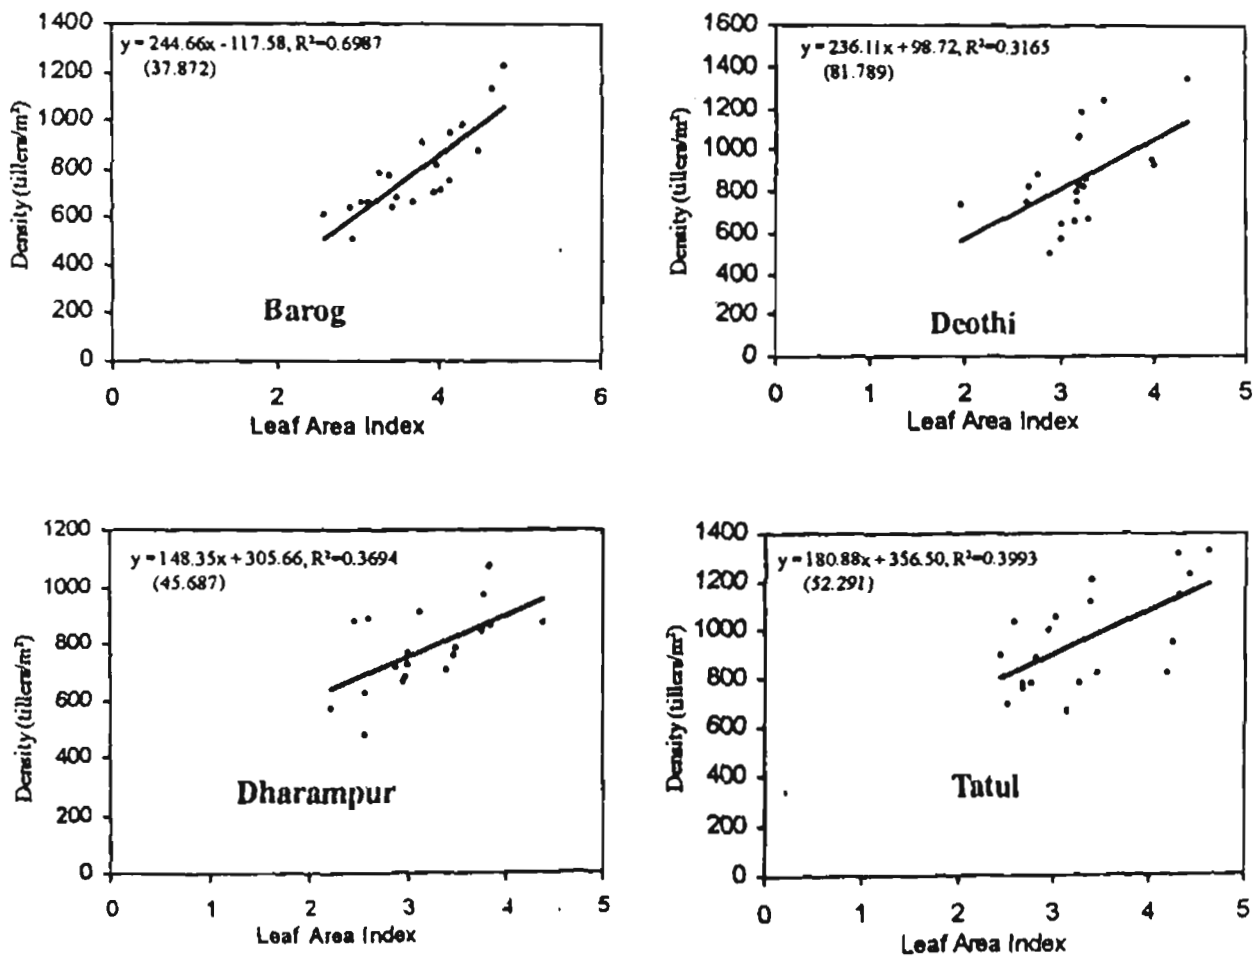 1400
y = 244.66x - 117.58, R²=0.6987
(37.872)
1200
1000
800
600
400
200
0
Density (tillers/m²)
Barog
0 2 4 6
Leaf Area Index
1600
y = 236.11x + 98.72, R²=0.3165
(81.789)
1400
1200
1000
800
600
400
200
0
Density (tillers/m²)
Deothi
0 1 2 3 4 5
Leaf Area Index
1200
y = 148.35x + 305.66, R²=0.3694
(45.687)
1000
800
600
400
200
0
Density (tillers/m²)
Dharampur
0 1 2 3 4 5
Leaf Area Index
1400
y = 180.88x + 356.50, R²=0.3993
(52.291)
1200
1000
800
600
400
200
0
Density (tillers/m²)
Tatul
0 1 2 3 4 5
Leaf Area Index